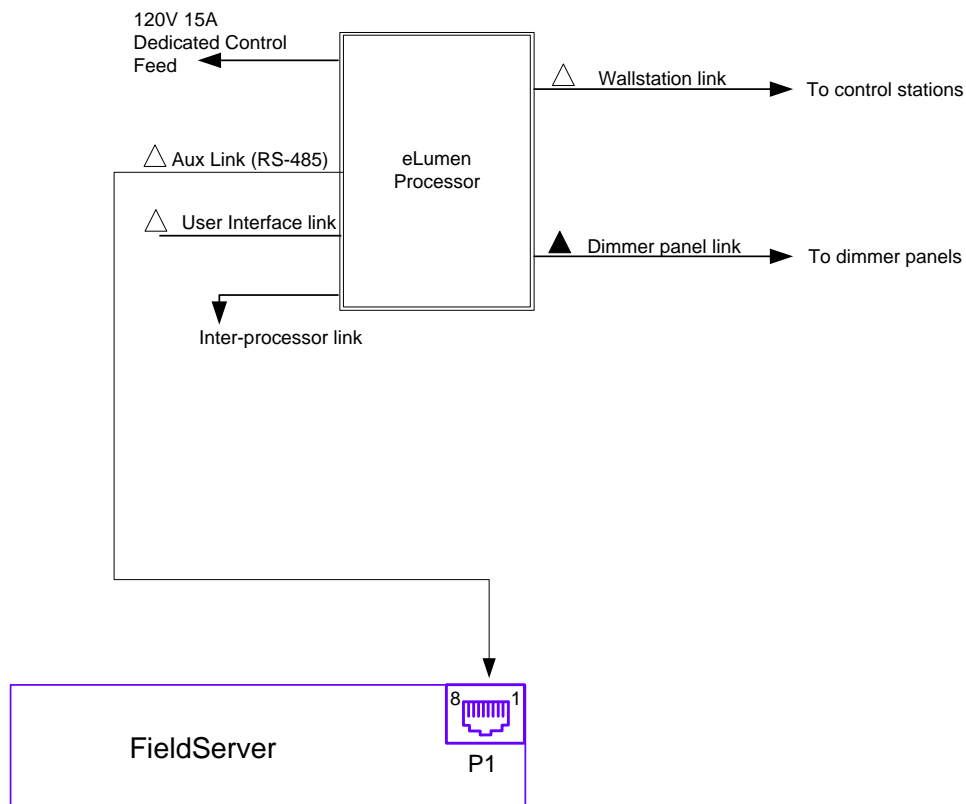 120V 15A
Dedicated Control
Feed
Wallstation link
To control stations
Aux Link (RS-485)
eLumen
Processor
User Interface link
Dimmer panel link
To dimmer panels
Inter-processor link
8
1
FieldServer
P1